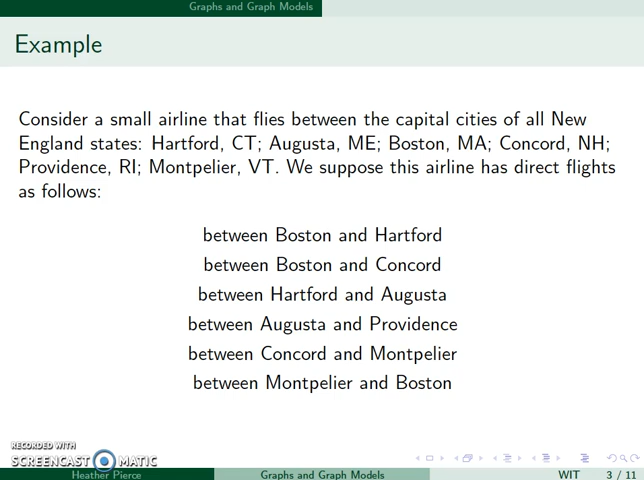 Graphs and Graph Models
Example
Consider a small airline that flies between the capital cities of all New
England states: Hartford, CT; Augusta, ME; Boston, MA; Concord, NH;
Providence, RI; Montpelier, VT. We suppose this airline has direct flights
as follows:
between Boston and Hartford
between Boston and Concord
between Hartford and Augusta
between Augusta and Providence
between Concord and Montpelier
between Montpelier and Boston
RECORDED WITH
SCREENCAST MATIC
Heather Pierce Graphs and Graph Models WIT 3 / 11